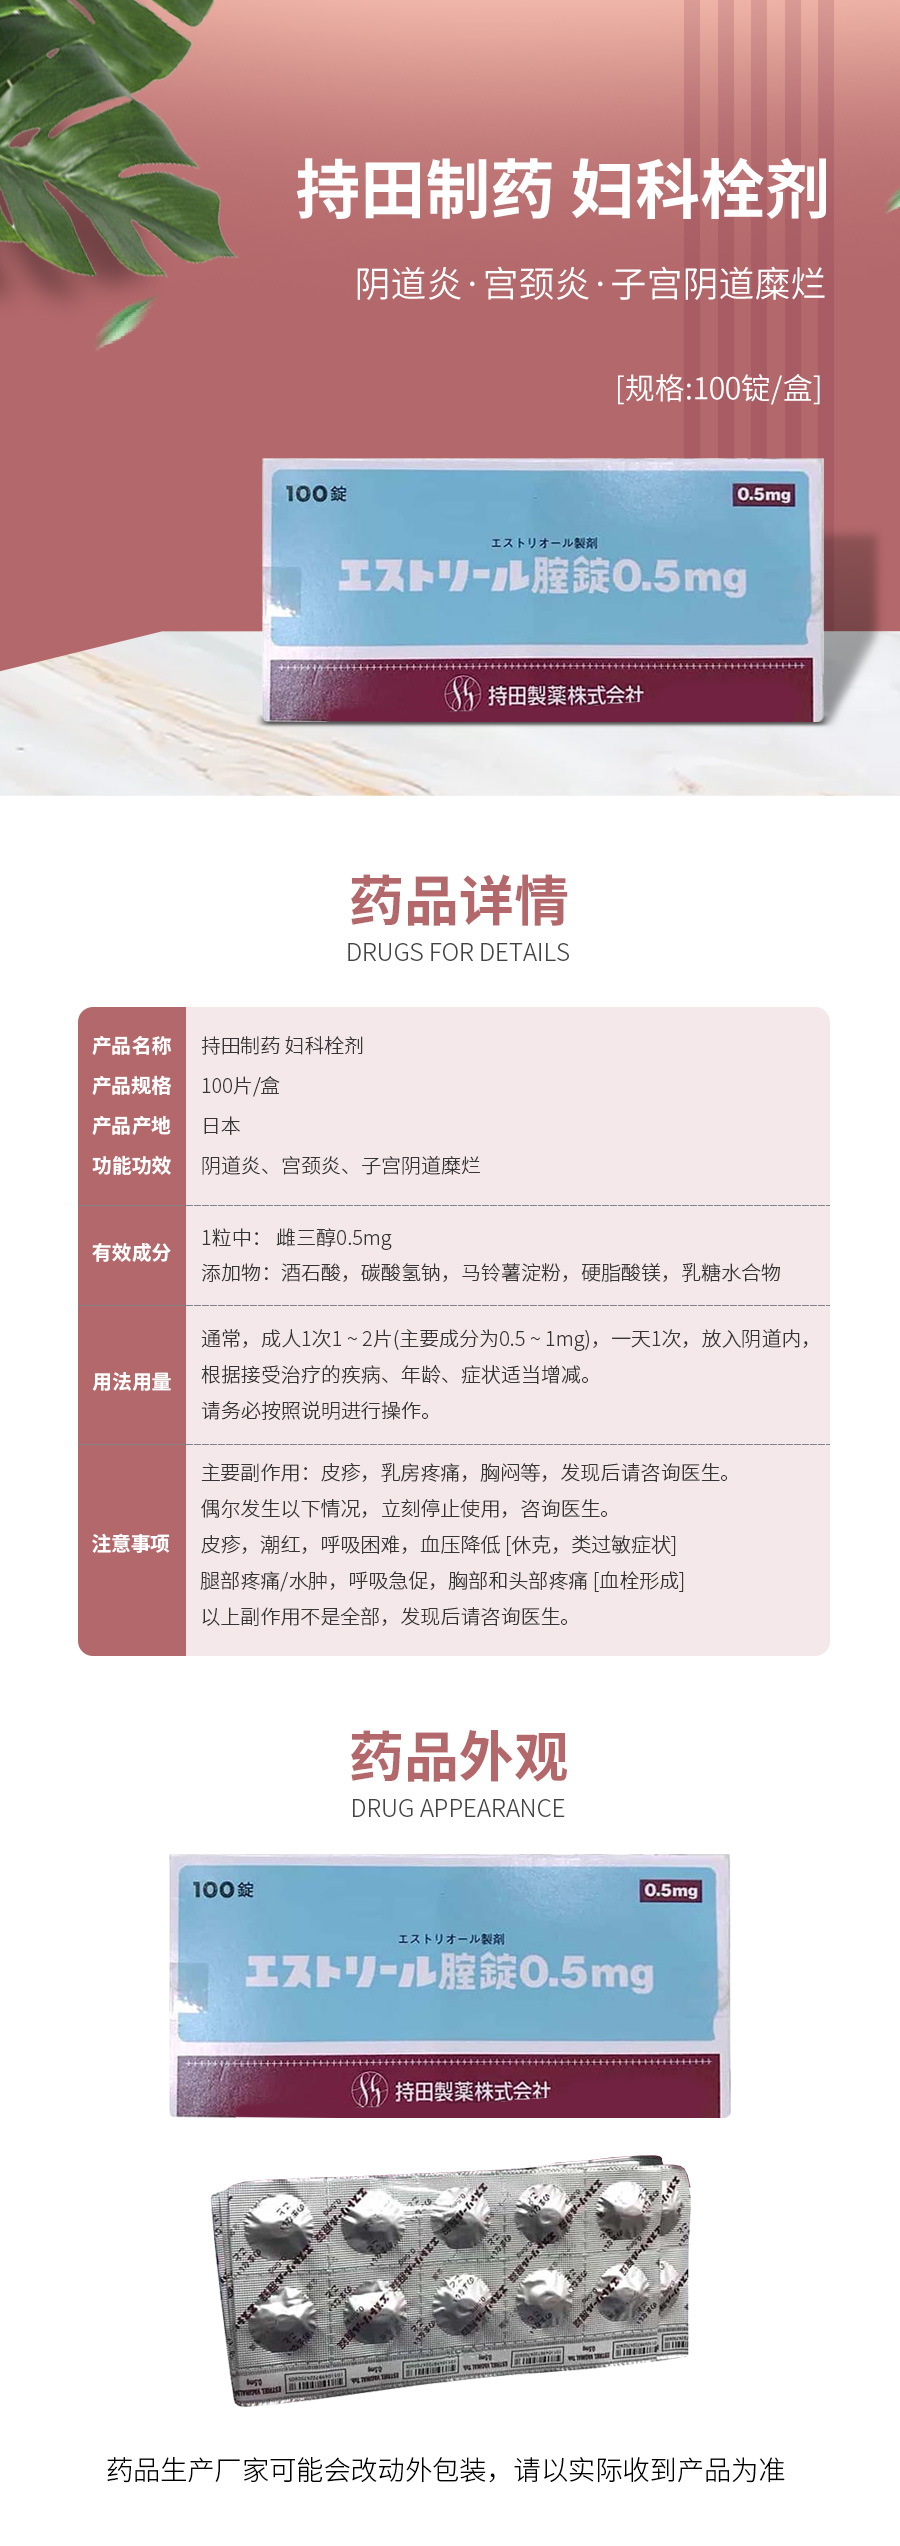 持田制药 妇科栓剂
阴道炎·宫颈炎·子宫阴道糜烂
[规格:100锭/盒]
100錠
0.5mg
エストリオール製剤
エストリール腟錠0.5mg
持田製薬株式会社
药品详情
DRUGS FOR DETAILS
产品名称 持田制药 妇科栓剂
产品规格 100片/盒
产品产地 日本
功能功效 阴道炎、宫颈炎、子宫阴道糜烂
有效成分
1粒中： 雌三醇0.5mg
添加物：酒石酸，碳酸氢钠，马铃薯淀粉，硬脂酸镁，乳糖水合物
用法用量
通常，成人1次1 ~ 2片(主要成分为0.5 ~ 1mg)，一天1次，放入阴道内，
根据接受治疗的疾病、年龄、症状适当增减。
请务必按照说明进行操作。
注意事项
主要副作用：皮疹，乳房疼痛，胸闷等，发现后请咨询医生。
偶尔发生以下情况，立刻停止使用，咨询医生。
皮疹，潮红，呼吸困难，血压降低 [休克，类过敏症状]
腿部疼痛/水肿，呼吸急促，胸部和头部疼痛 [血栓形成]
以上副作用不是全部，发现后请咨询医生。
药品外观
DRUG APPEARANCE
100錠
0.5mg
エストリオール製剤
エストリール腟錠0.5mg
持田製薬株式会社
药品生产厂家可能会改动外包装，请以实际收到产品为准